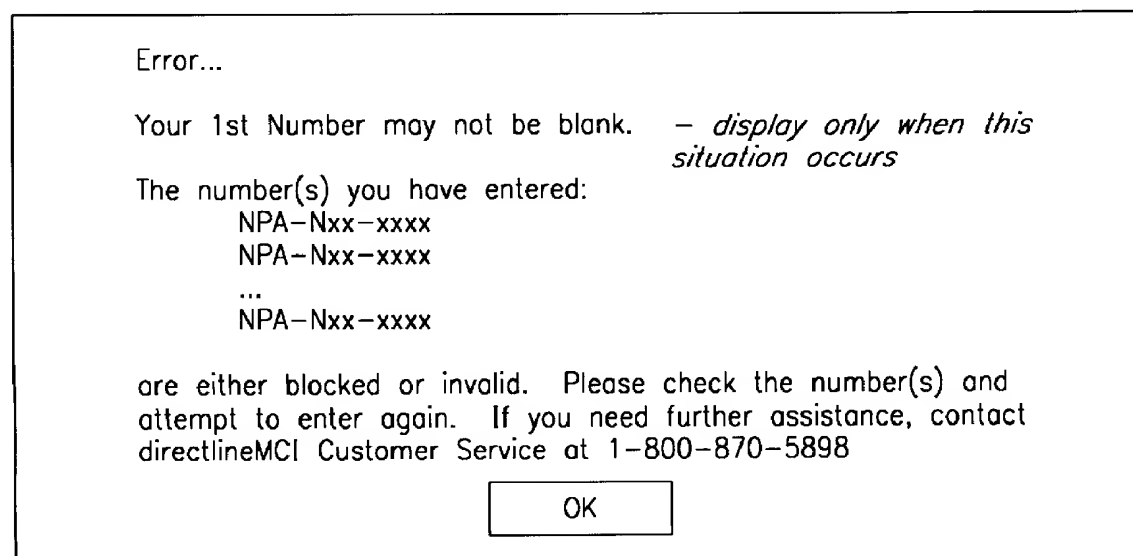 Error...
Your 1st Number may not be blank. – display only when this
situation occurs
The number(s) you have entered:
NPA–Nxx–xxxx
NPA–Nxx–xxxx
...
NPA–Nxx–xxxx
are either blocked or invalid. Please check the number(s) and
attempt to enter again. If you need further assistance, contact
directlineMCI Customer Service at 1–800–870–5898
OK